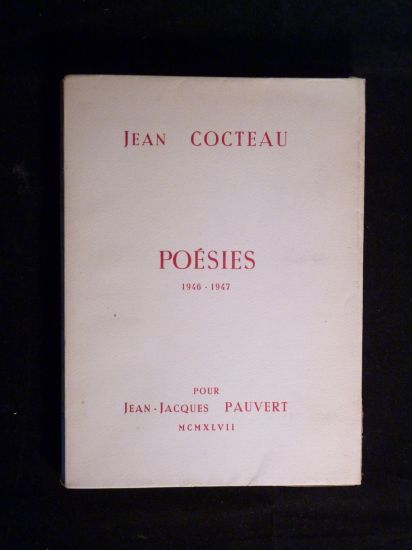 Jean COCTEAU
POÉSIES
1946 - 1947
POUR
Jean-Jacques PAUVERT
MCMXLVII